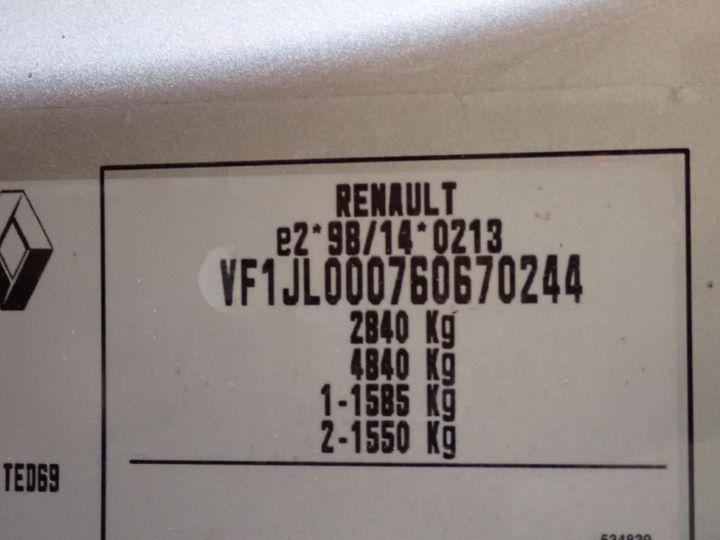 RENAULT
e2*98/14*0213
VF1JL000760670244
2840 Kg
4840 Kg
1-1585 Kg
2-1550 Kg
TED69